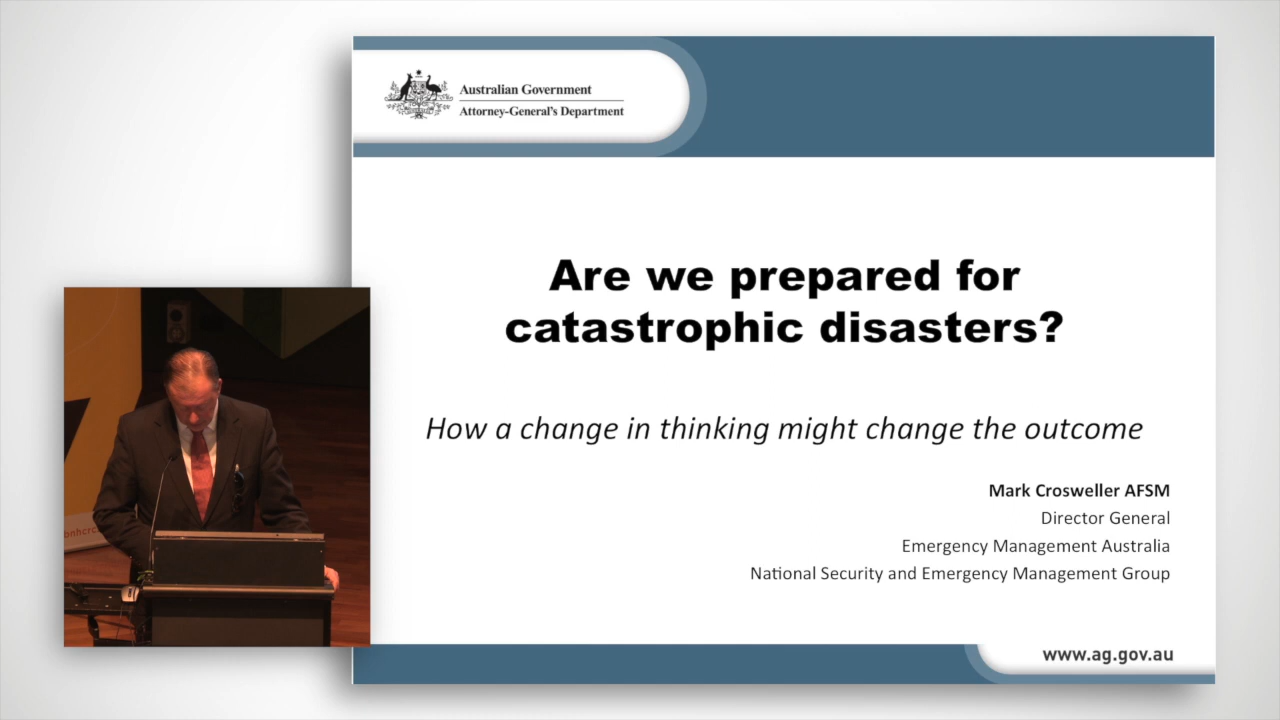 Australian Government
Attorney-General's Department
Are we prepared for
catastrophic disasters?
How a change in thinking might change the outcome
Mark Crosweller AFSM
Director General
Emergency Management Australia
National Security and Emergency Management Group
www.ag.gov.au
bnhcrc